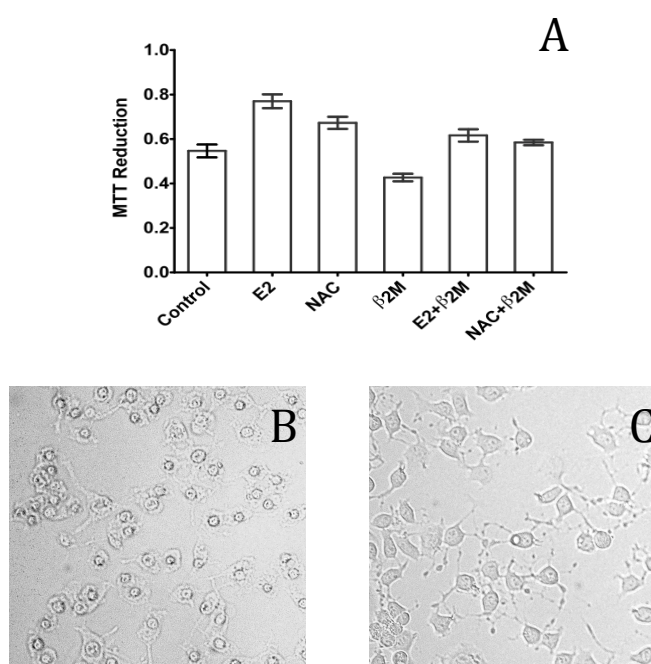 A
1.0
0.8
0.6
0.4
0.2
0.0
MTT Reduction
Control
E2
NAC
β2M
E2+β2M
NAC+β2M
B
C